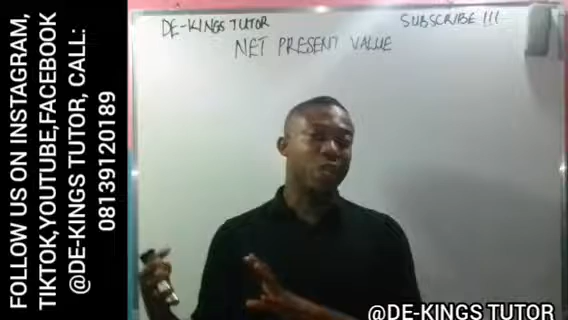 FOLLOW US ON INSTAGRAM,
TIKTOK,YOUTUBE,FACEBOOK
@DE-KINGS TUTOR, CALL:
08139120189
DE-KINGS TUTOR
SUBSCRIBE !!!
NET PRESENT VALUE
@DE-KINGS TUTOR